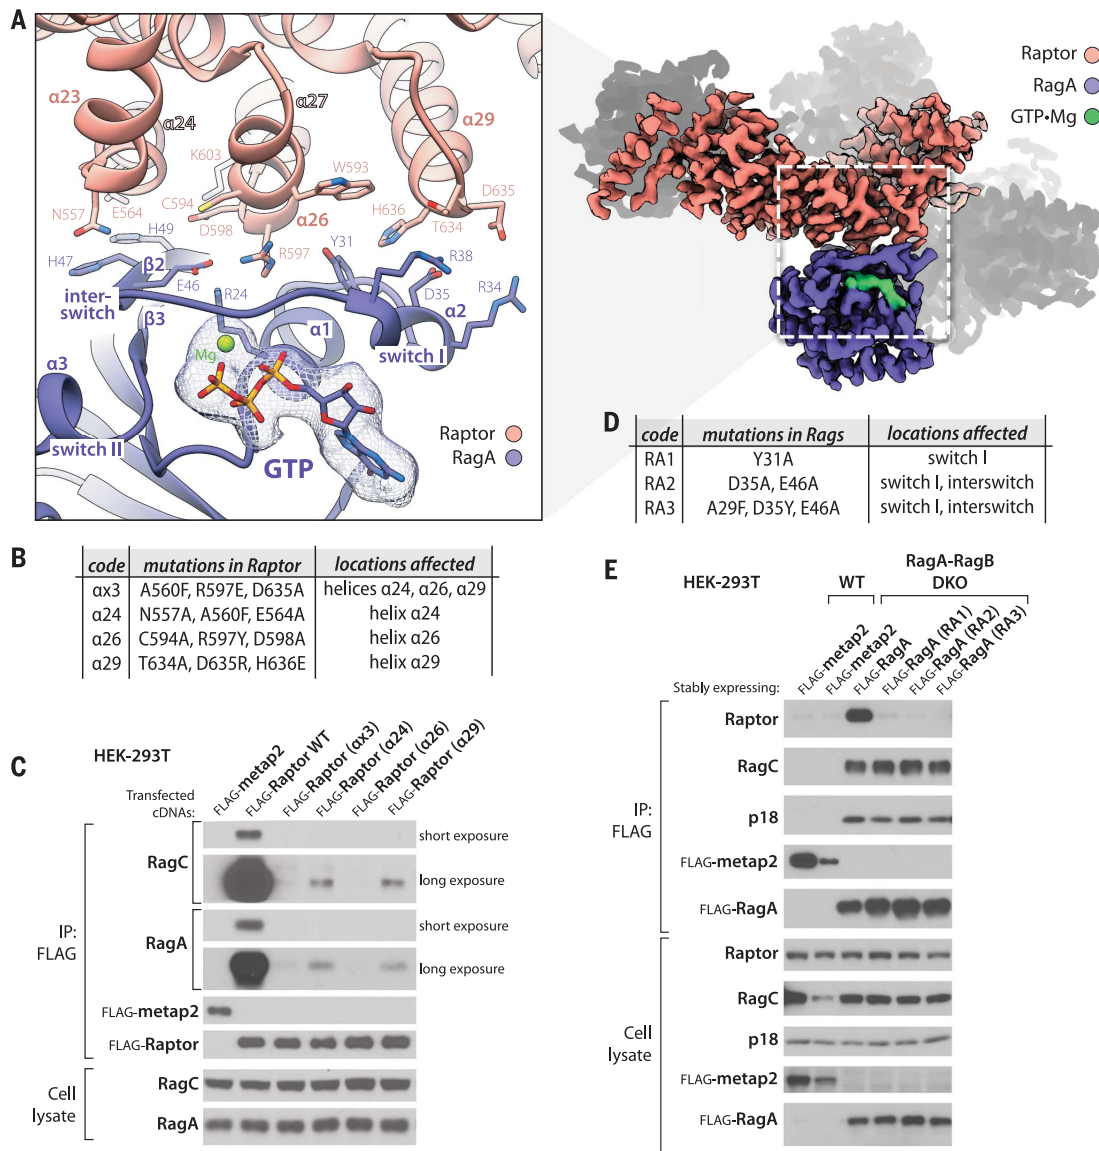 A
α23
α24
α27
α29
K603
W593
N557
E564
C594
D598
α26
H636
T634
D635
H49
R597
Y31
R38
H47
β2
E46
R24
D35
R34
inter-
switch
α2
β3
α1
switch I
Mg
α3
switch II
GTP
Raptor
RagA
Raptor
RagA
GTP•Mg
B
code mutations in Raptor locations affected
αx3 A560F, R597E, D635A helices α24, α26, α29
α24 N557A, A560F, E564A helix α24
α26 C594A, R597Y, D598A helix α26
α29 T634A, D635R, H636E helix α29
C
HEK-293T
Transfected
cDNAs:
FLAG-metap2
FLAG-Raptor WT
FLAG-Raptor (αx3)
FLAG-Raptor (α24)
FLAG-Raptor (α26)
FLAG-Raptor (α29)
IP:
FLAG
RagC
short exposure
long exposure
RagA
short exposure
long exposure
FLAG-metap2
FLAG-Raptor
Cell
lysate
RagC
RagA
D
code mutations in Rags locations affected
RA1 Y31A switch I
RA2 D35A, E46A switch I, interswitch
RA3 A29F, D35Y, E46A switch I, interswitch
E
HEK-293T
WT
RagA-RagB
DKO
Stably expressing:
FLAG-metap2
FLAG-metap2
FLAG-RagA
FLAG-RagA (RA1)
FLAG-RagA (RA2)
FLAG-RagA (RA3)
IP:
FLAG
Raptor
RagC
p18
FLAG-metap2
FLAG-RagA
Cell
lysate
Raptor
RagC
p18
FLAG-metap2
FLAG-RagA